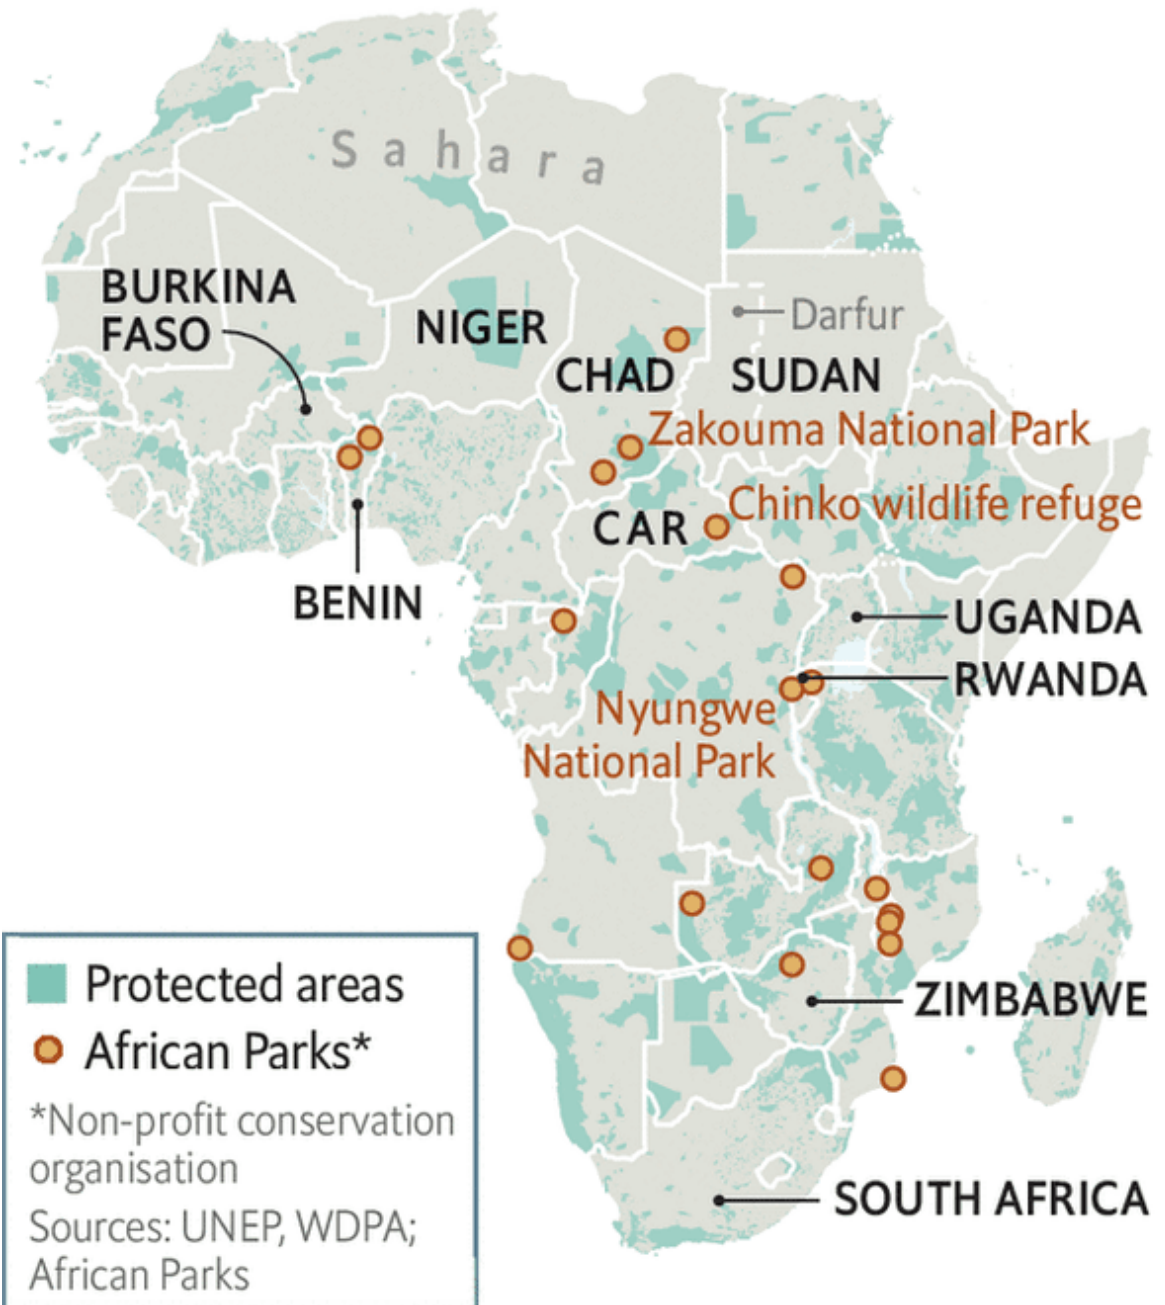 Sahara
BURKINA
FASO
NIGER
Darfur
CHAD
SUDAN
Zakouma National Park
Chinko wildlife refuge
CAR
BENIN
UGANDA
RWANDA
Nyungwe
National Park
ZIMBABWE
SOUTH AFRICA
Protected areas
African Parks*
*Non-profit conservation
organisation
Sources: UNEP, WDPA;
African Parks